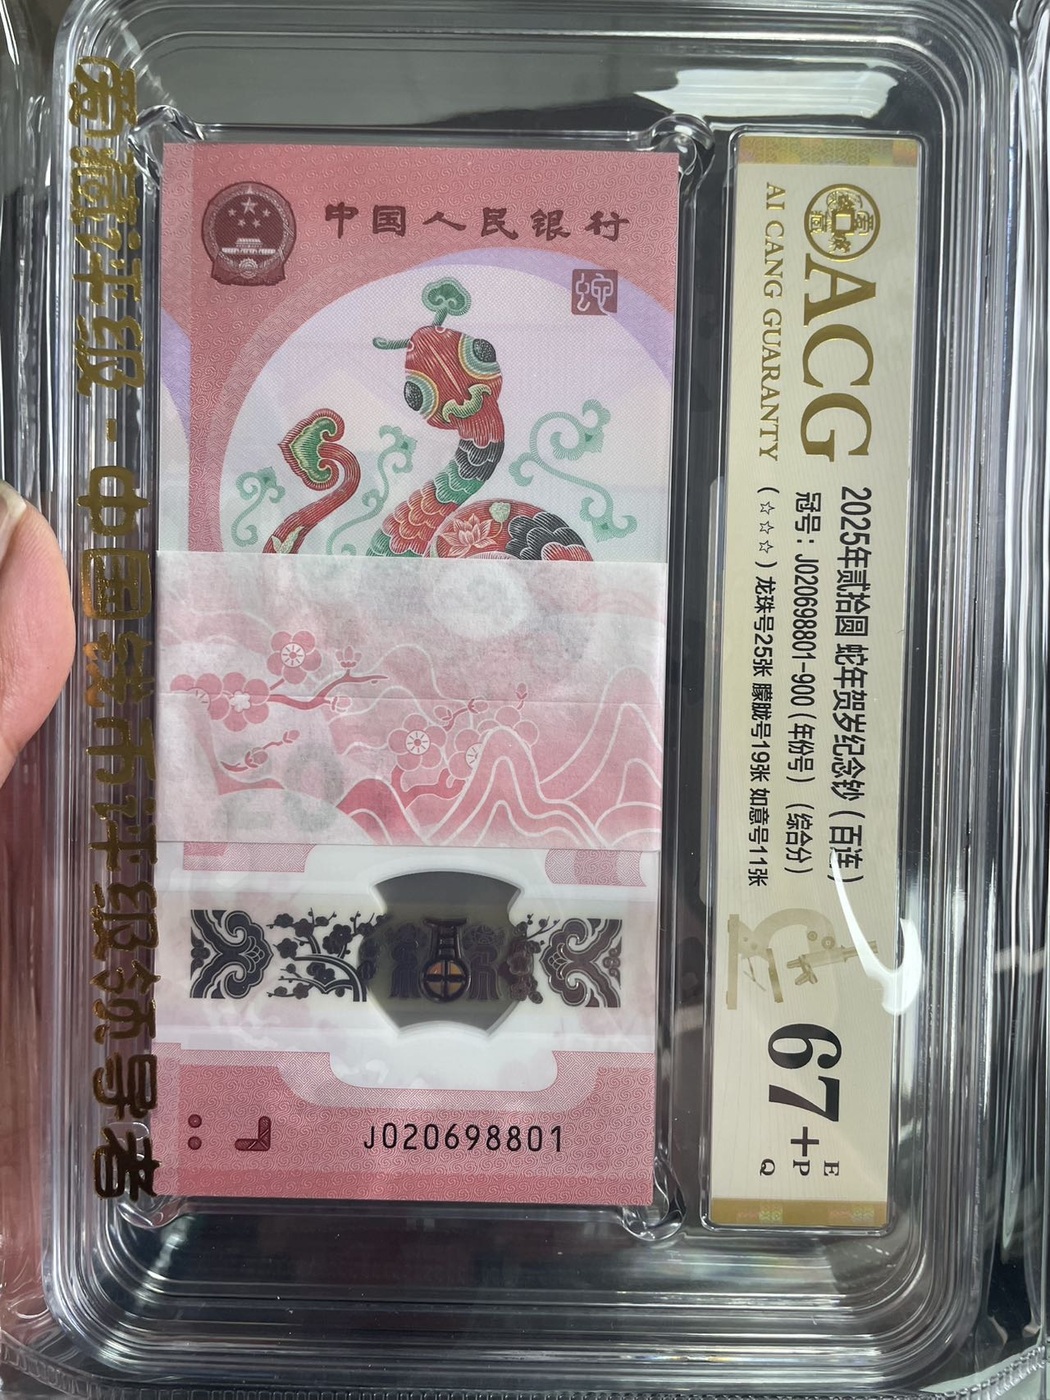 爱藏评级 - 中国钱币评级领导者
中国人民银行
蛇
福
J020698801
ACG
AI CANG GUARANTY
2025年贰拾圆 蛇年贺岁纪念钞 (百连)
冠号: J020698801-900 (年份号) (综合分)
(☆☆☆) 龙珠号25张 朦胧号19张 如意号11张
67+
E
P
Q